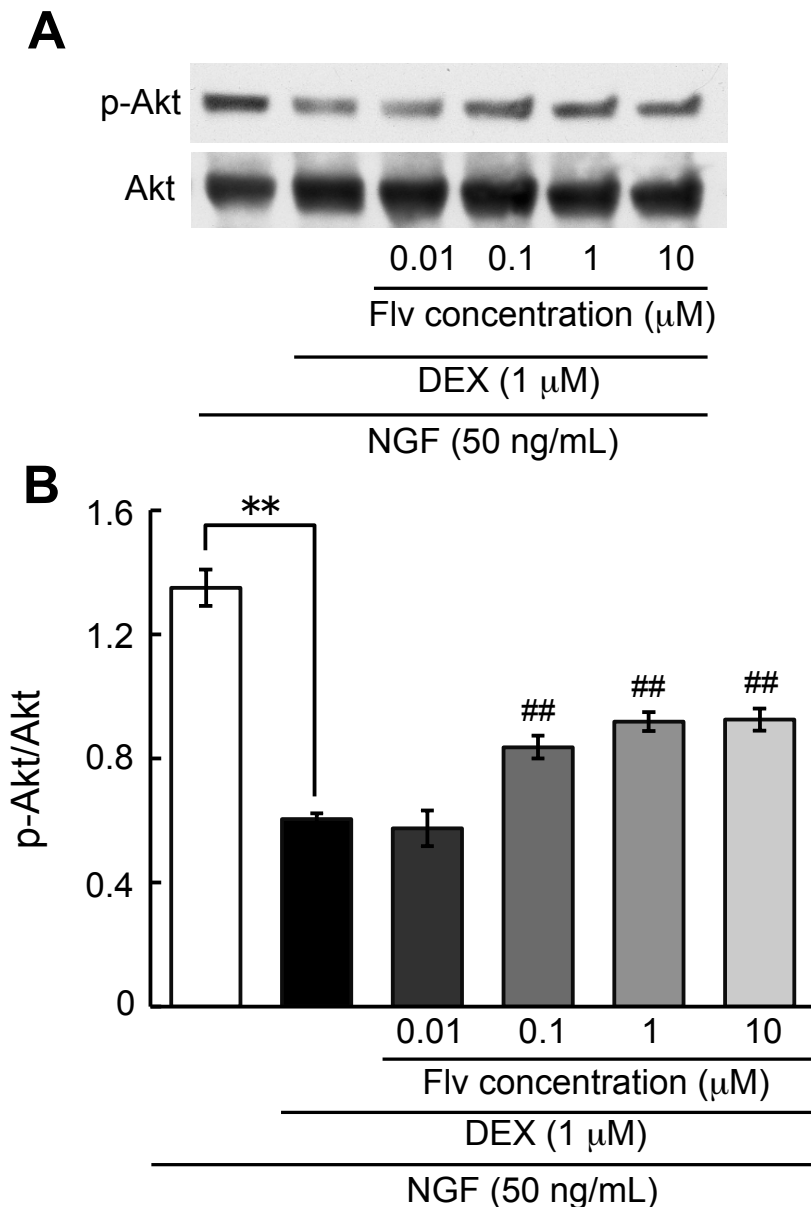 A
p-Akt
Akt
0.01 0.1 1 10
Flv concentration (μM)
DEX (1 μM)
NGF (50 ng/mL)
B
**
1.6
1.2
0.8
0.4
0
p-Akt/Akt
## ## ##
0.01 0.1 1 10
Flv concentration (μM)
DEX (1 μM)
NGF (50 ng/mL)